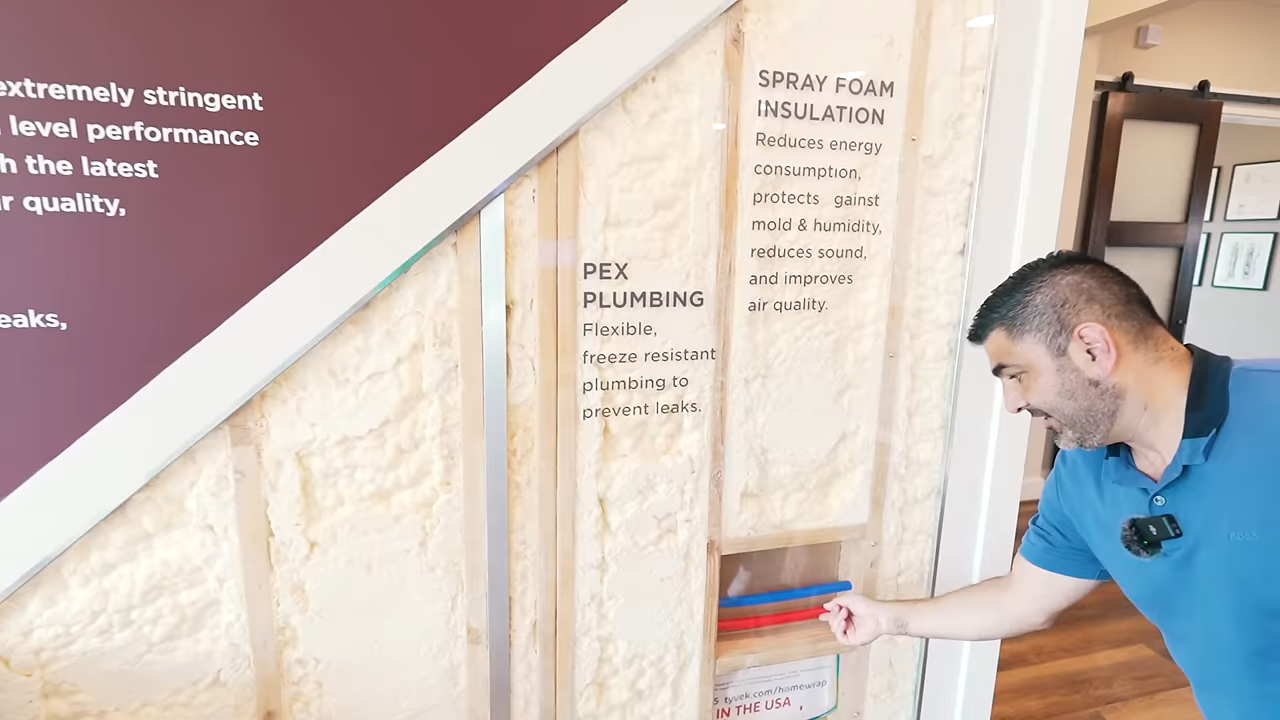 extremely stringent
level performance
h the latest
r quality,
eaks,
PEX
PLUMBING
Flexible,
freeze resistant
plumbing to
prevent leaks.
SPRAY FOAM
INSULATION
Reduces energy
consumption,
protects gainst
mold & humidity,
reduces sound,
and improves
air quality.
tyvek.com/homewrap
IN THE USA
BOSS